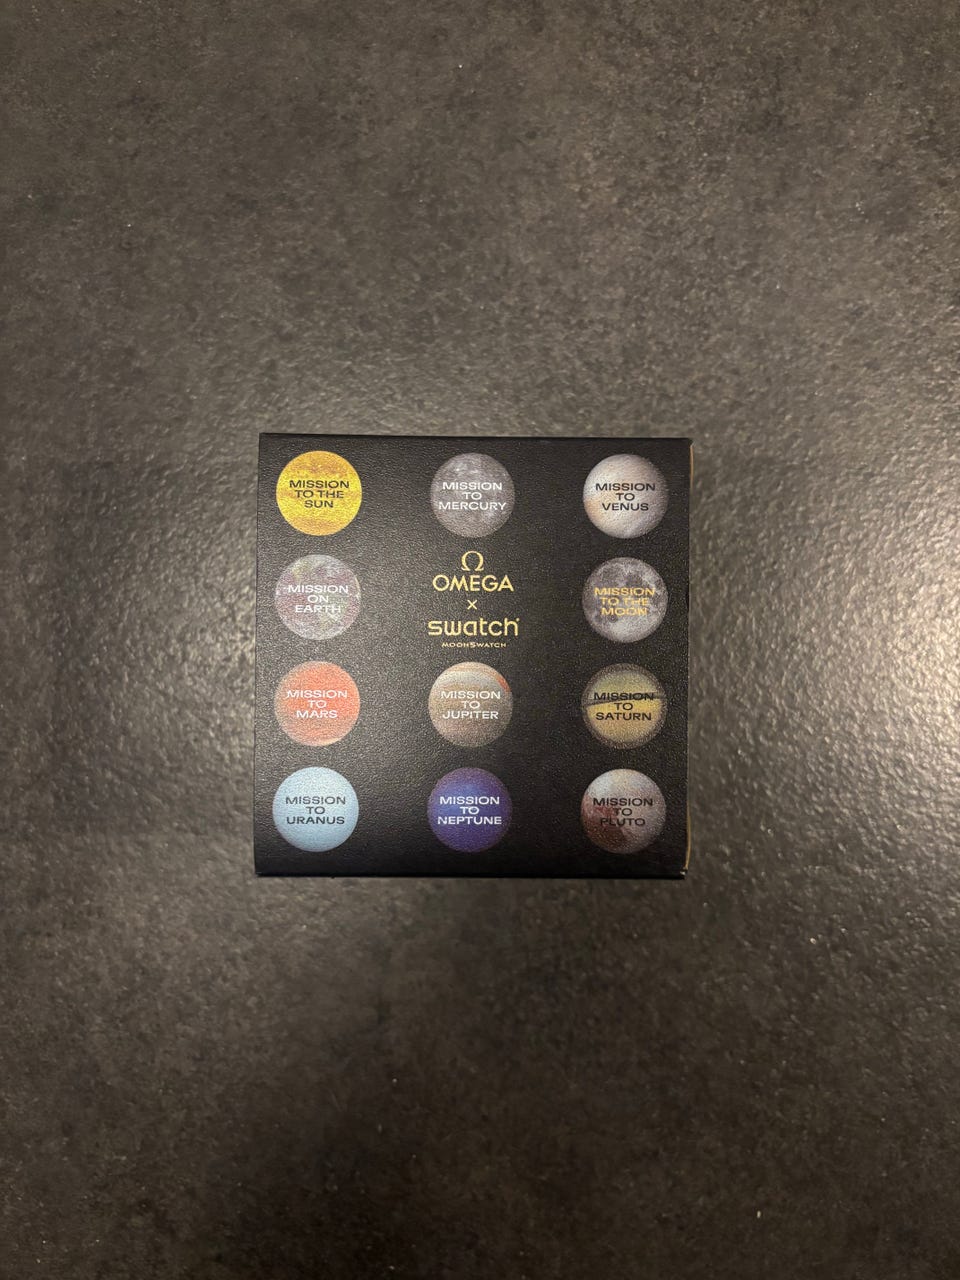 MISSION
TO THE
SUN
MISSION
TO
MERCURY
MISSION
TO
VENUS
MISSION
ON
EARTH
Ω
OMEGA
×
swatch
MOONSWATCH
MISSION
TO THE
MOON
MISSION
TO
MARS
MISSION
TO
JUPITER
MISSION
TO
SATURN
MISSION
TO
URANUS
MISSION
TO
NEPTUNE
MISSION
TO
PLUTO